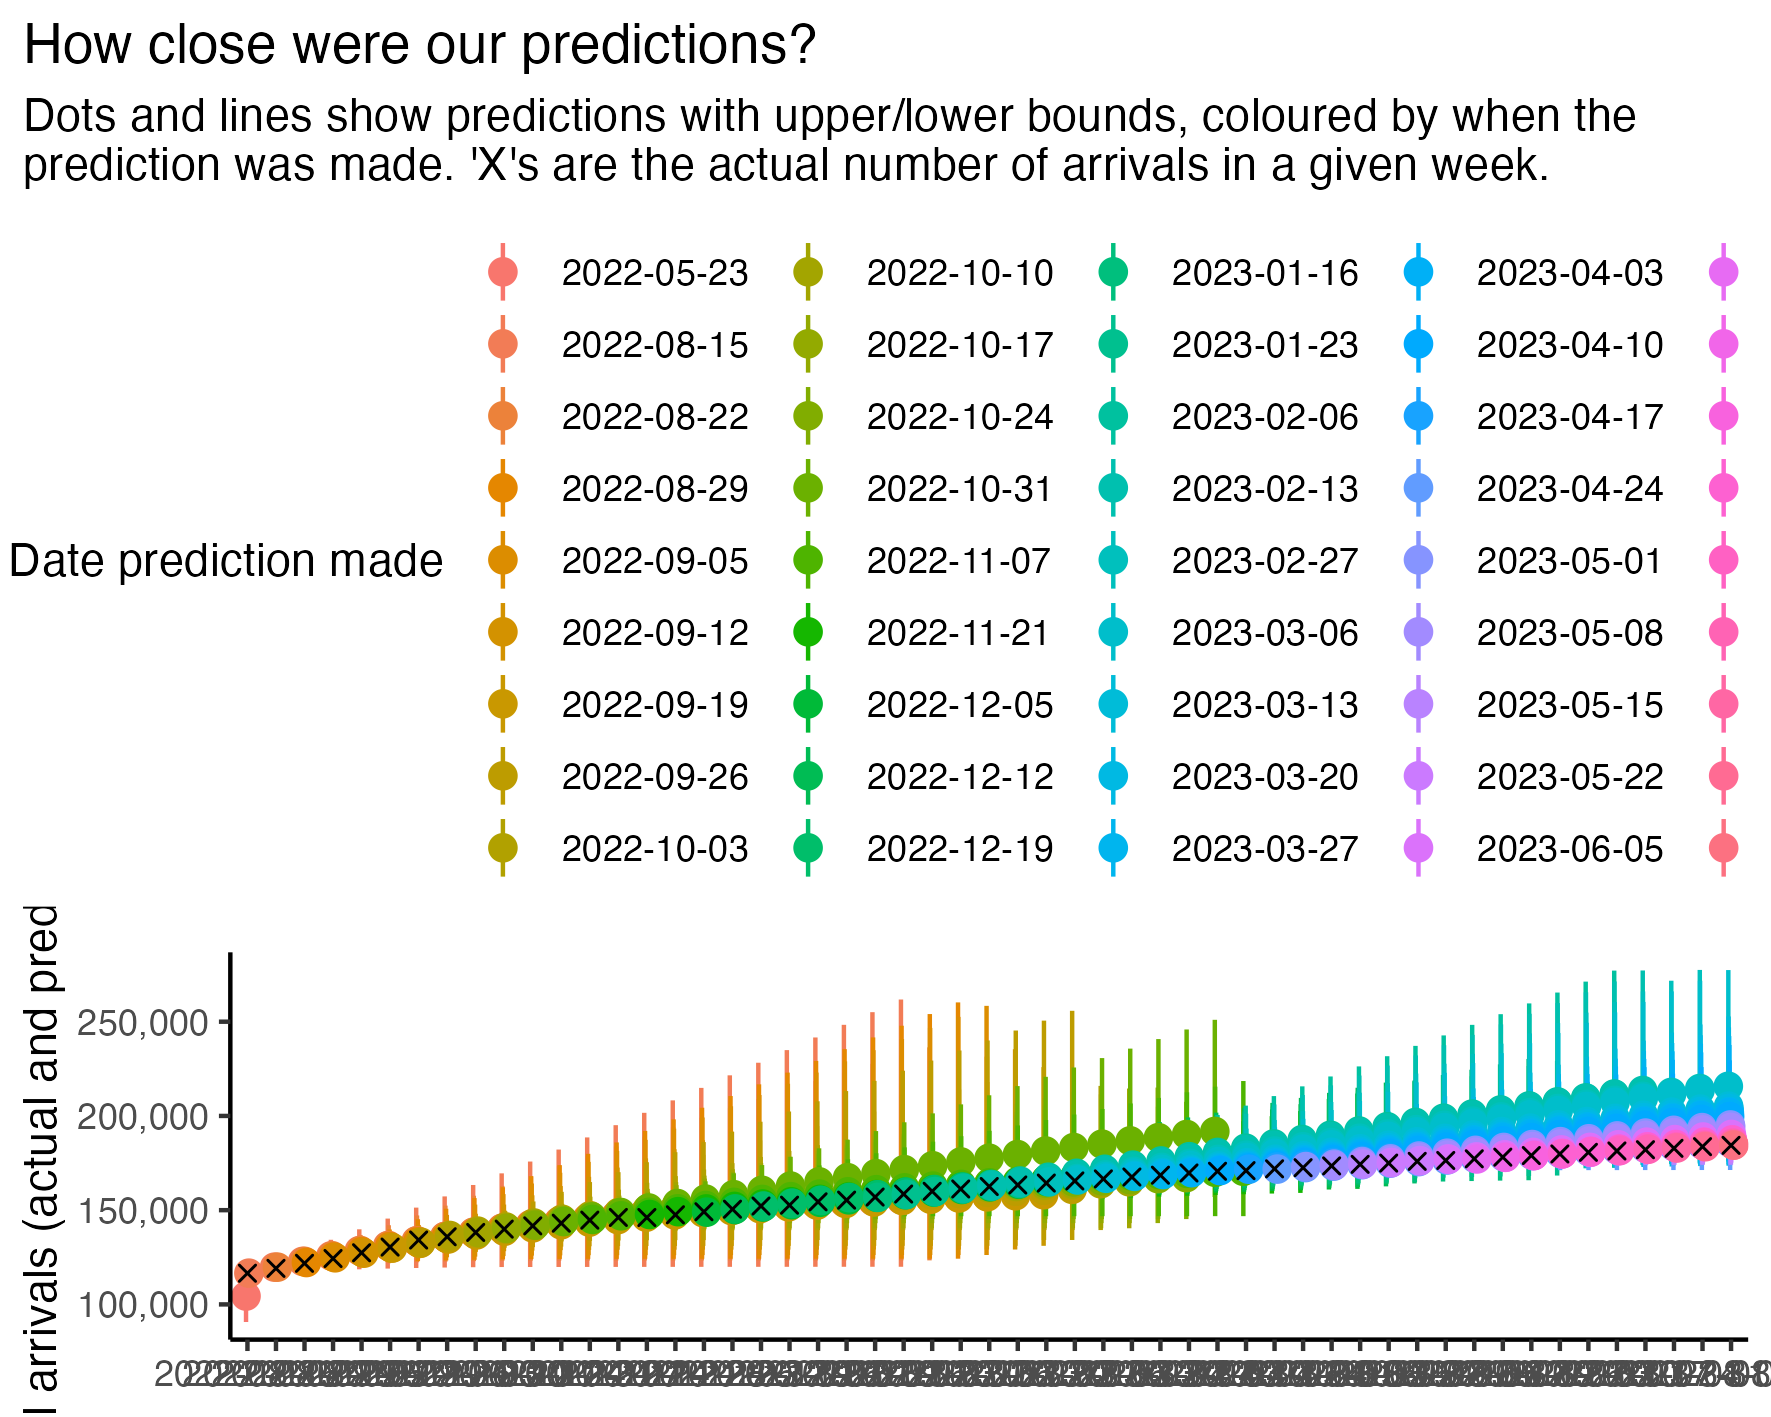 How close were our predictions?
Dots and lines show predictions with upper/lower bounds, coloured by when the
prediction was made. 'X's are the actual number of arrivals in a given week.
Date prediction made
2022-05-23 2022-10-10 2023-01-16 2023-04-03
2022-08-15 2022-10-17 2023-01-23 2023-04-10
2022-08-22 2022-10-24 2023-02-06 2023-04-17
2022-08-29 2022-10-31 2023-02-13 2023-04-24
2022-09-05 2022-11-07 2023-02-27 2023-05-01
2022-09-12 2022-11-21 2023-03-06 2023-05-08
2022-09-19 2022-12-05 2023-03-13 2023-05-15
2022-09-26 2022-12-12 2023-03-20 2023-05-22
2022-10-03 2022-12-19 2023-03-27 2023-06-05
arrivals (actual and pred
250,000
200,000
150,000
100,000